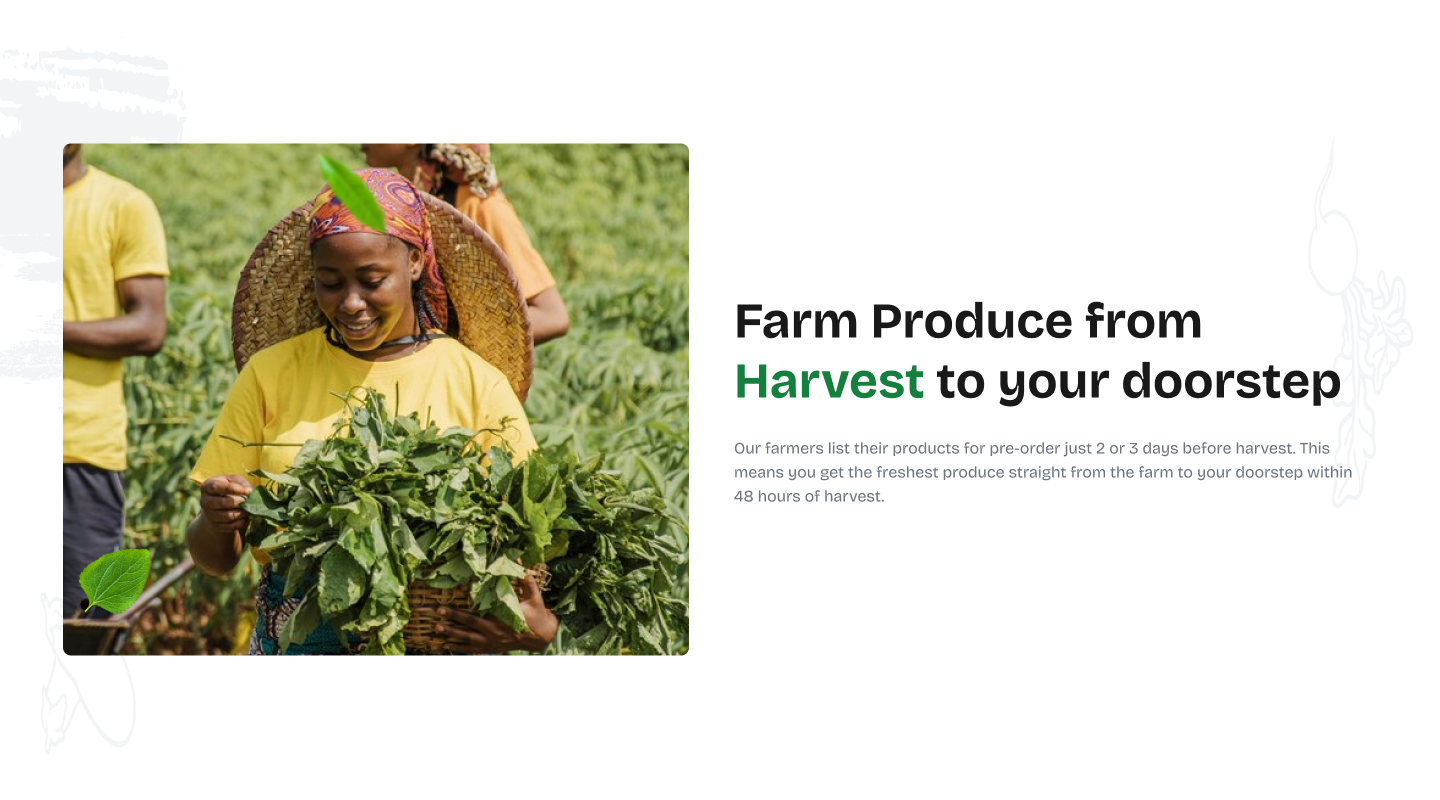 Farm Produce from
Harvest to your doorstep
Our farmers list their products for pre-order just 2 or 3 days before harvest. This
means you get the freshest produce straight from the farm to your doorstep within
48 hours of harvest.